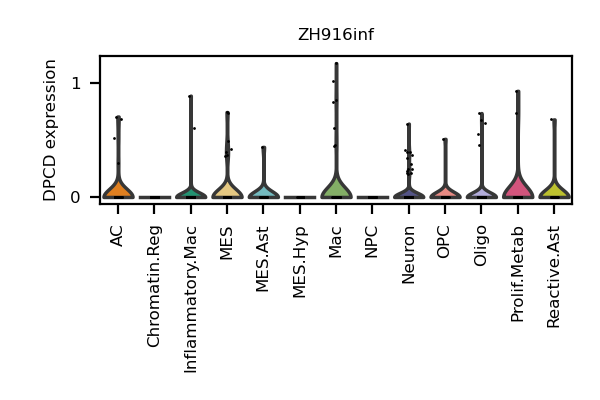 ZH916inf
DPCD expression
1
0
AC
Chromatin.Reg
Inflammatory.Mac
MES
MES.Ast
MES.Hyp
Mac
NPC
Neuron
OPC
Oligo
Prolif.Metab
Reactive.Ast